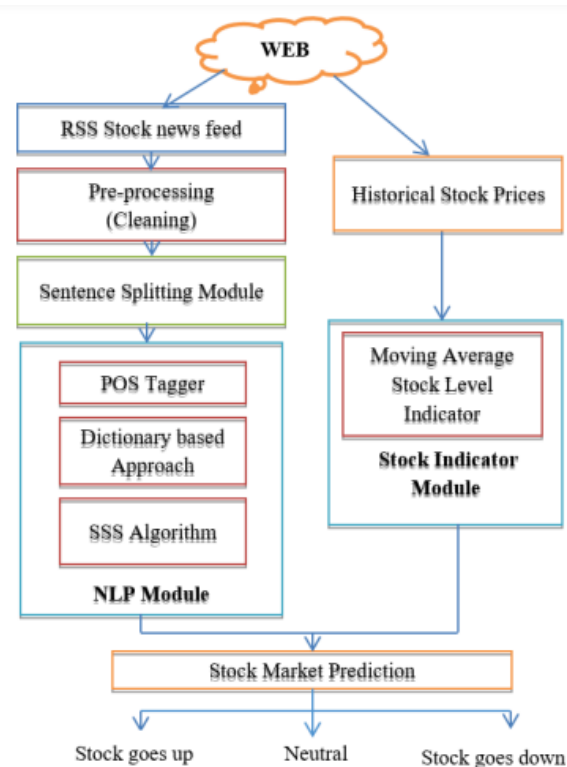 WEB
RSS Stock news feed
Pre-processing
(Cleaning)
Sentence Splitting Module
POS Tagger
Dictionary based
Approach
SSS Algorithm
NLP Module
Historical Stock Prices
Moving Average
Stock Level
Indicator
Stock Indicator
Module
Stock Market Prediction
Stock goes up
Neutral
Stock goes down